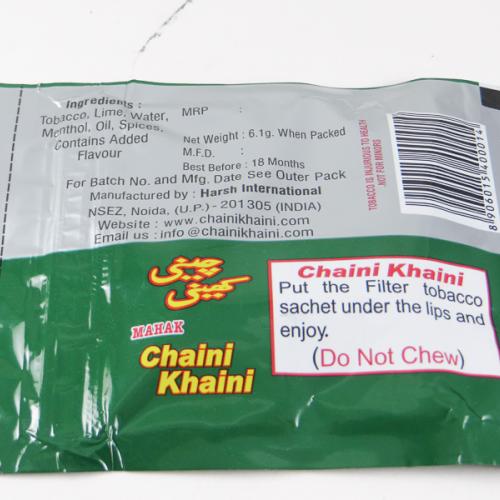 Ingredients :
Tobacco, Lime, Water,
Menthol, Oil, Spices,
Contains Added
Flavour
MRP :
Net Weight : 6.1g. When Packed
M.F.D. :
Best Before : 18 Months
For Batch No. and Mfg. Date See Outer Pack
Manufactured by : Harsh International
NSEZ, Noida, (U.P.) - 201305 (INDIA)
Website : www.chainikhaini.com
Email us : info@chainikhaini.com
TOBACCO IS INJURIOUS TO HEALTH
NOT FOR MINORS
8 906015 400014
چینی
کھینی
MAHAK
Chaini
Khaini
Chaini Khaini
Put the Filter tobacco
sachet under the lips and
enjoy.
(Do Not Chew)